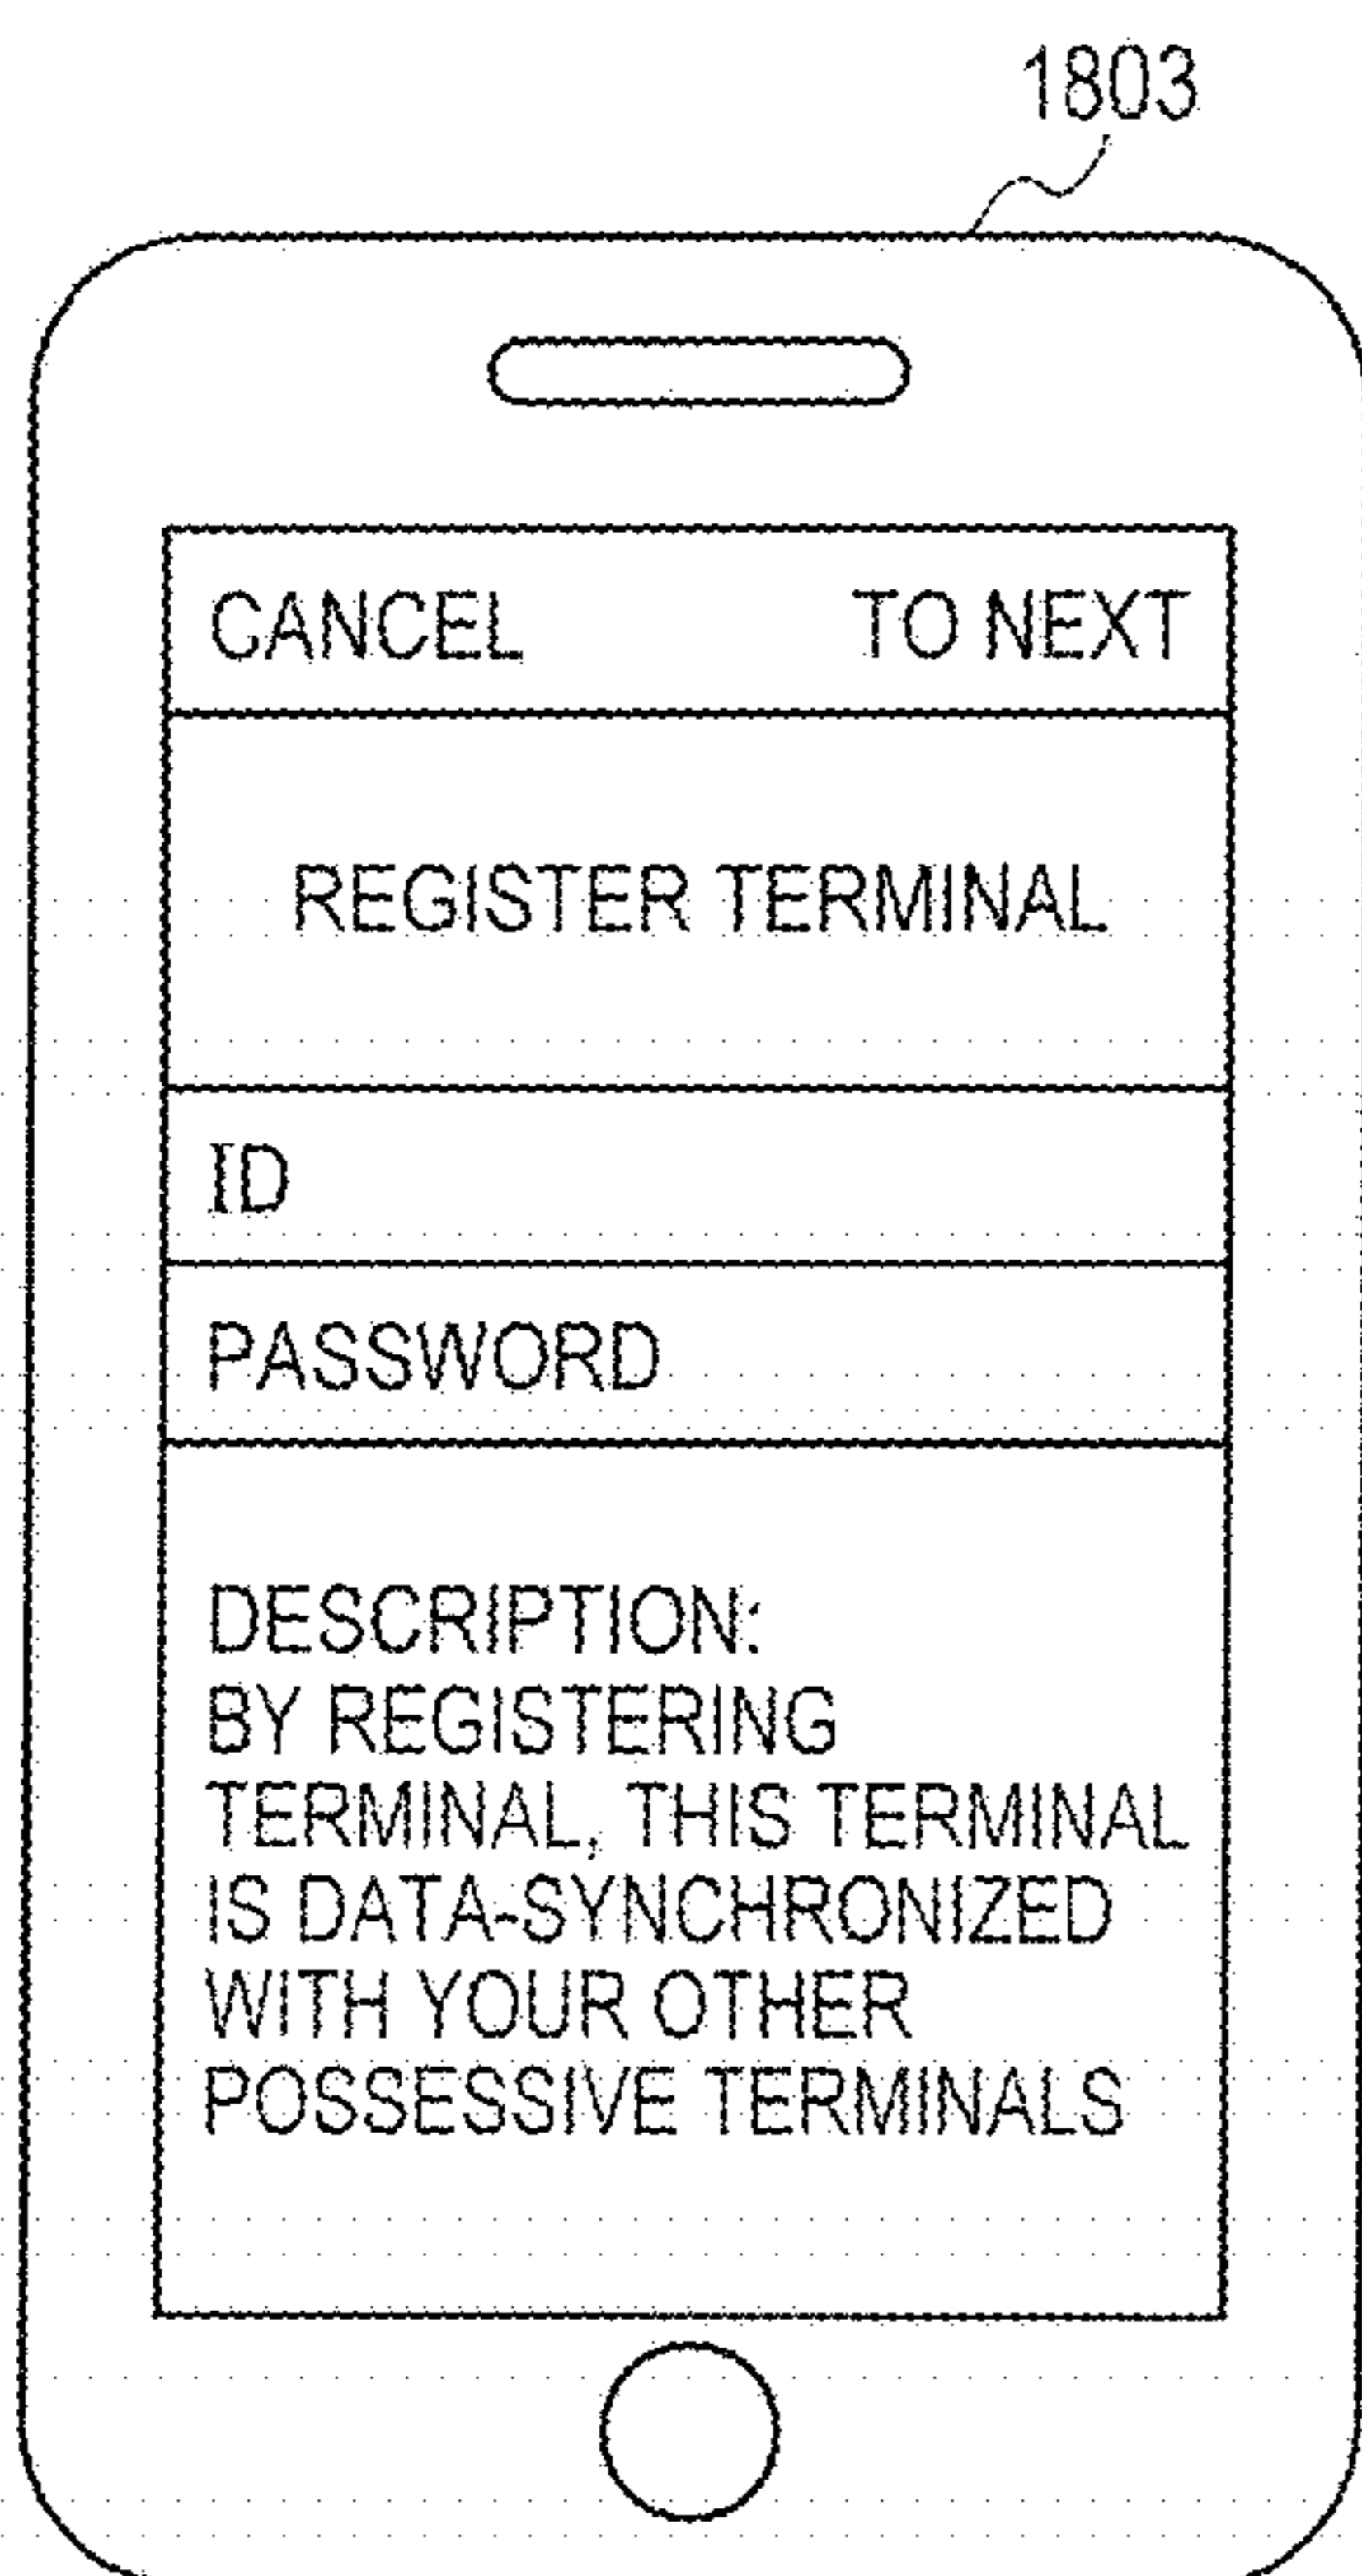 1803
CANCEL TO NEXT
REGISTER TERMINAL
ID
PASSWORD
DESCRIPTION:
BY REGISTERING
TERMINAL, THIS TERMINAL
IS DATA-SYNCHRONIZED
WITH YOUR OTHER
POSSESSIVE TERMINALS